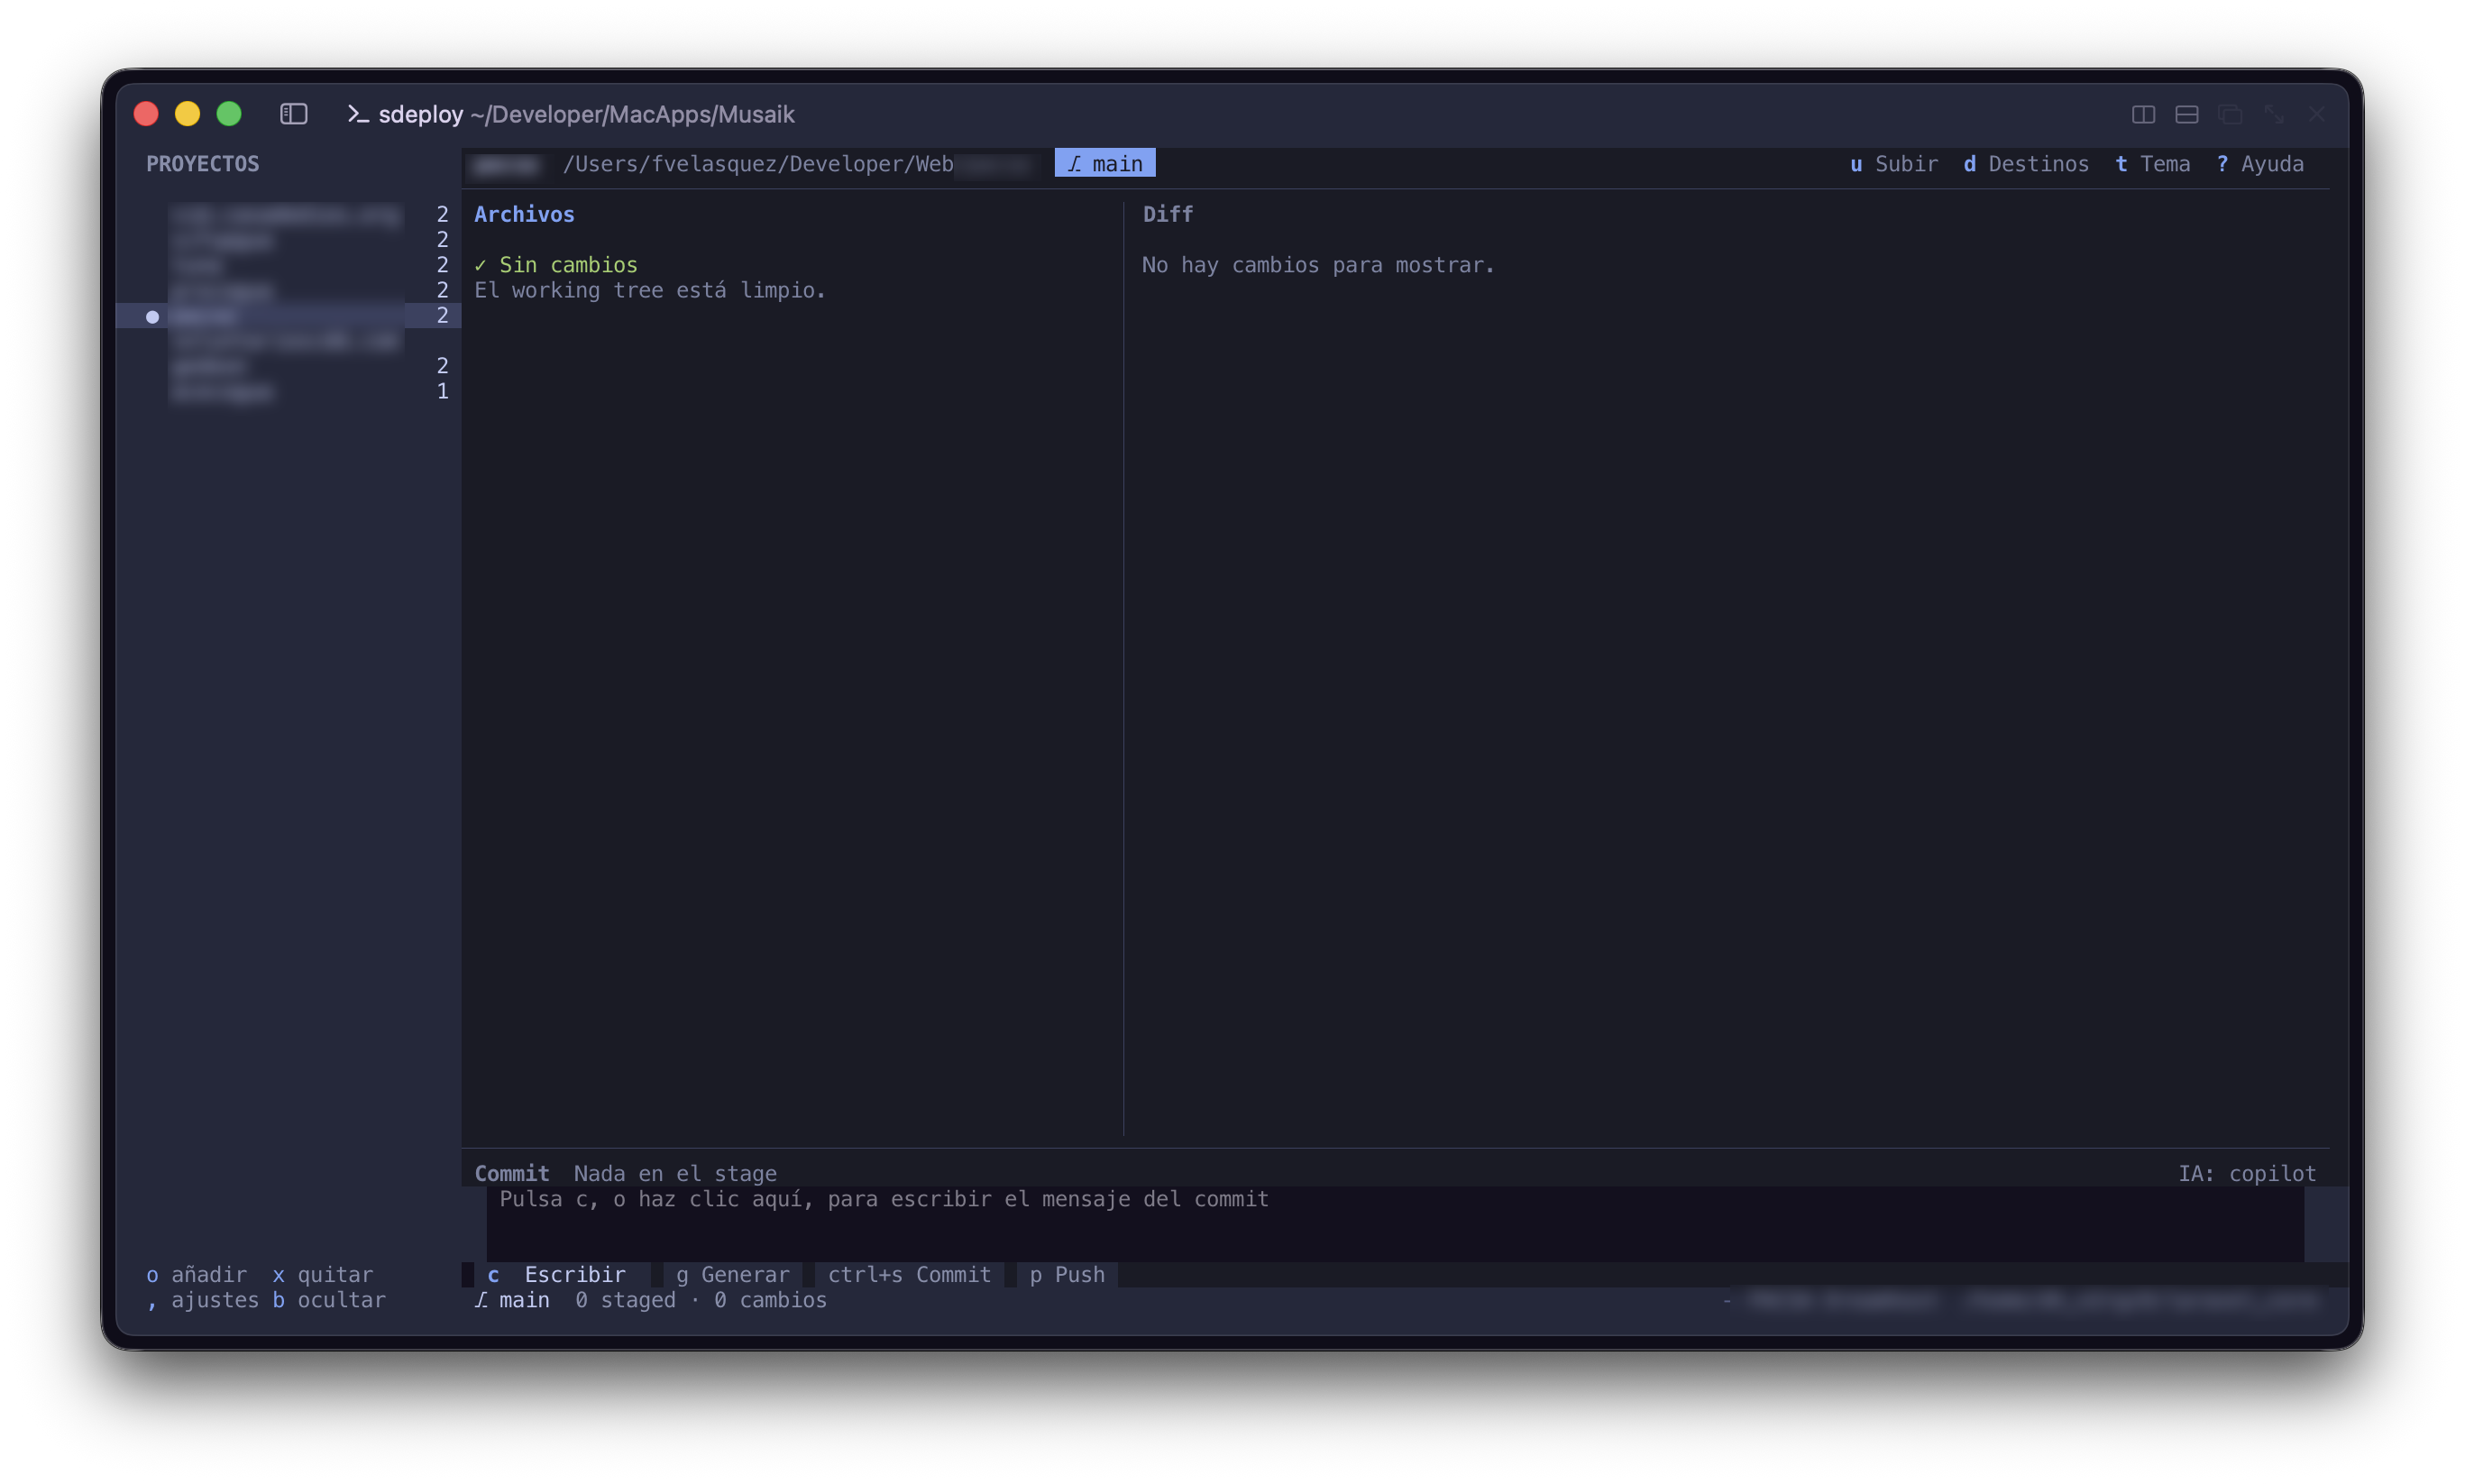 sdeploy ~/Developer/MacApps/Musaik
PROYECTOS
2
2
2
2
2
2
1
o añadir x quitar
, ajustes b ocultar
/Users/fvelasquez/Developer/Web
main
u Subir d Destinos t Tema ? Ayuda
Archivos
✓ Sin cambios
El working tree está limpio.
Diff
No hay cambios para mostrar.
Commit Nada en el stage
IA: copilot
Pulsa c, o haz clic aquí, para escribir el mensaje del commit
c Escribir g Generar ctrl+s Commit p Push
main 0 staged · 0 cambios